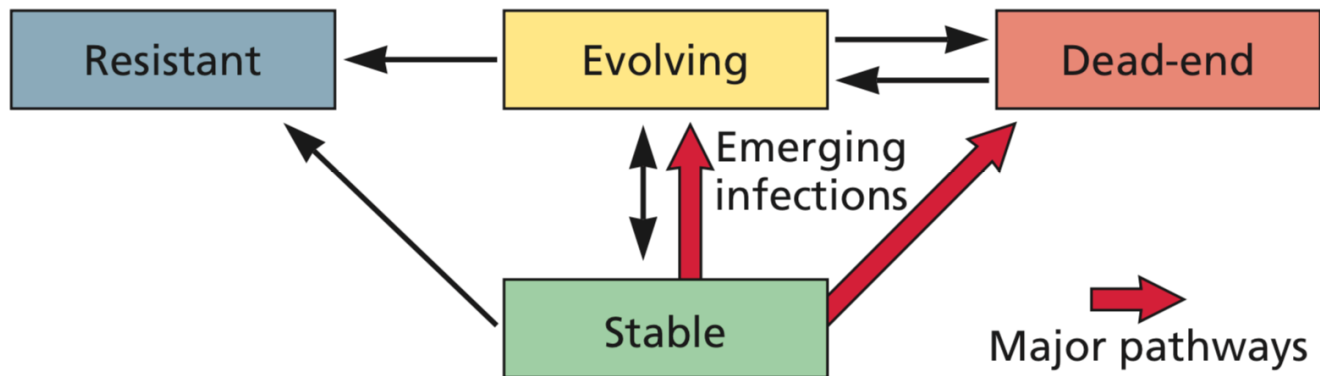 Resistant
Evolving
Dead-end
Emerging
infections
Stable
Major pathways